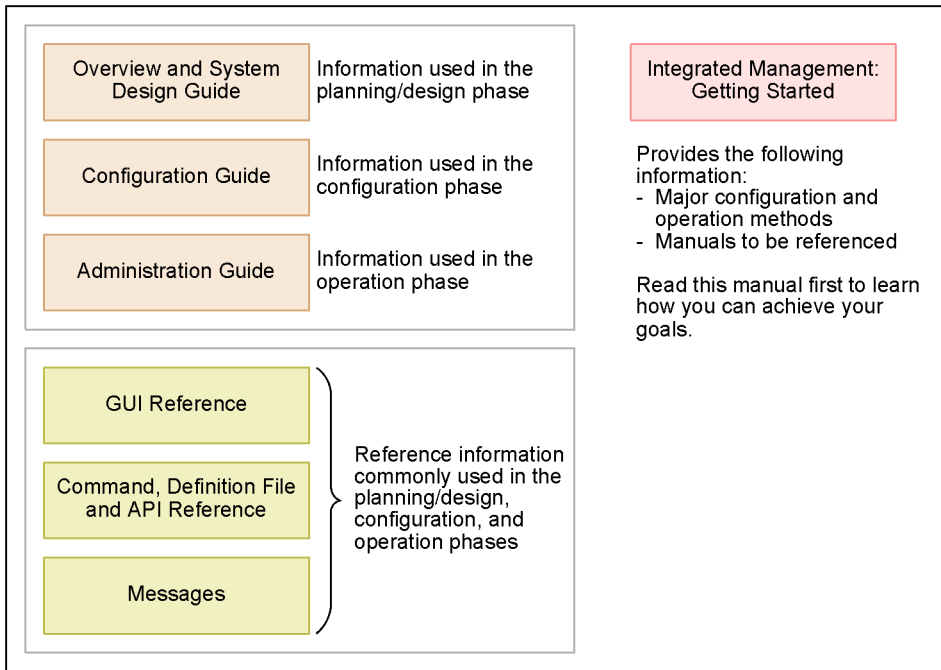 Overview and System
Design Guide
Information used in the
planning/design phase
Configuration Guide
Information used in the
configuration phase
Administration Guide
Information used in the
operation phase
GUI Reference
Command, Definition File
and API Reference
Messages
Reference information
commonly used in the
planning/design,
configuration, and
operation phases
Integrated Management:
Getting Started
Provides the following
information:
- Major configuration and
operation methods
- Manuals to be referenced
Read this manual first to learn
how you can achieve your
goals.